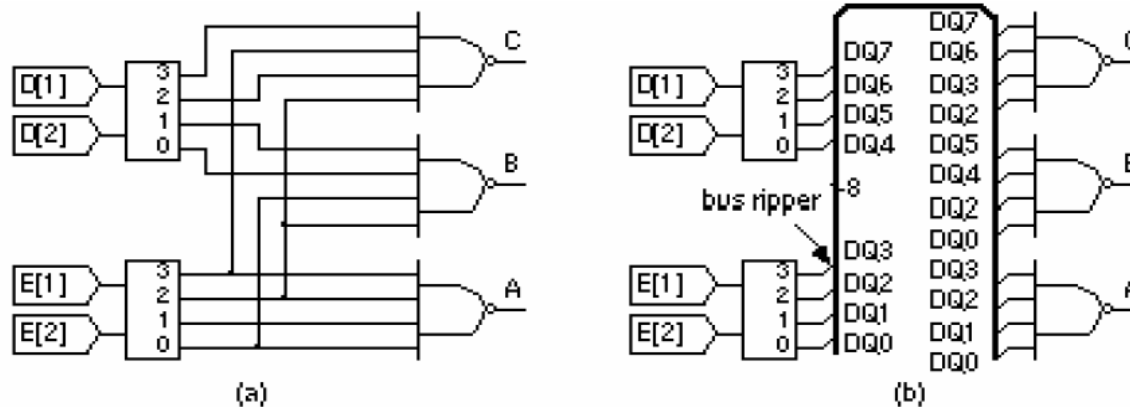 C
D[1]
D[2]
3
2
1
0
B
E[1]
E[2]
3
2
1
0
A
(a)
D[1]
D[2]
3
2
1
0
DQ7
DQ6
DQ5
DQ4
8
bus ripper
E[1]
E[2]
3
2
1
0
DQ3
DQ2
DQ1
DQ0
DQ7
DQ6
DQ3
DQ2
DQ5
DQ4
DQ2
DQ0
DQ3
DQ2
DQ1
DQ0
(b)